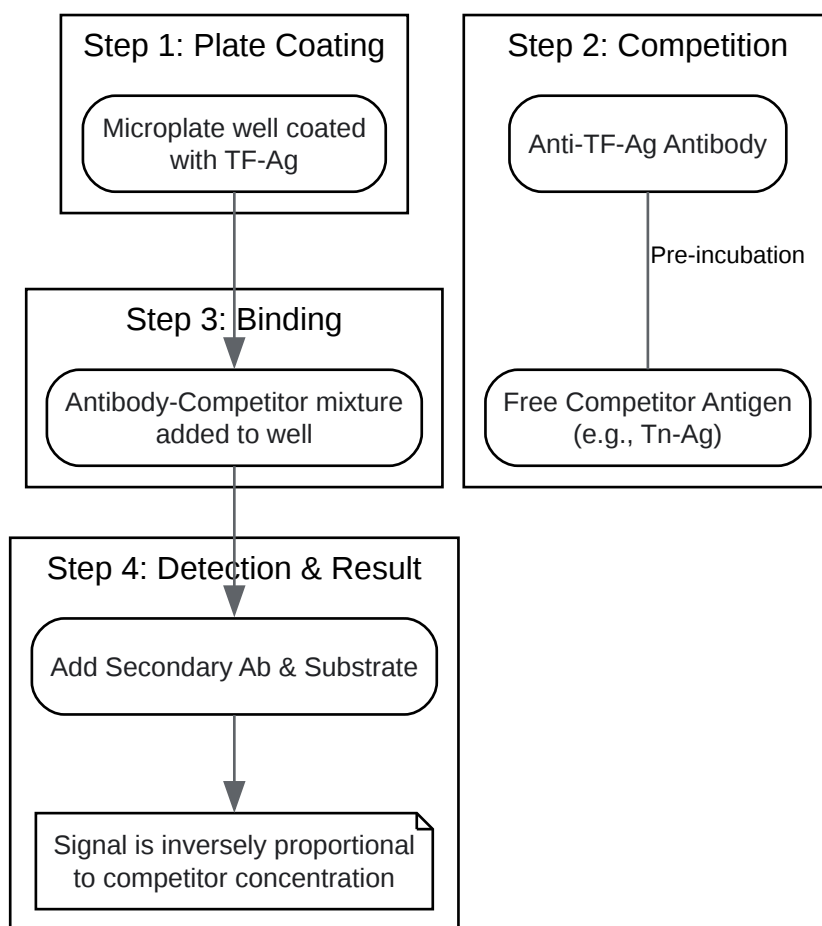 Step 1: Plate Coating
Microplate well coated
with TF-Ag
Step 2: Competition
Anti-TF-Ag Antibody
Pre-incubation
Free Competitor Antigen
(e.g., Tn-Ag)
Step 3: Binding
Antibody-Competitor mixture
added to well
Step 4: Detection & Result
Add Secondary Ab & Substrate
Signal is inversely proportional
to competitor concentration